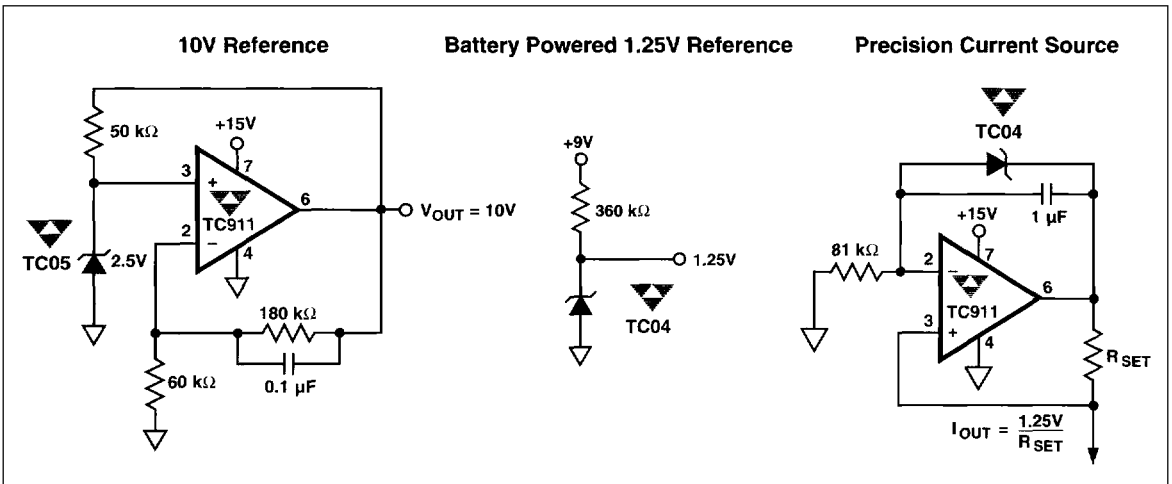 10V Reference
50 kΩ
+15V
7
3
+
6
TC911
VOUT = 10V
2
−
4
TC05
2.5V
180 kΩ
0.1 µF
60 kΩ
Battery Powered 1.25V Reference
+9V
360 kΩ
1.25V
TC04
Precision Current Source
TC04
1 µF
+15V
7
81 kΩ
2
−
6
TC911
3
+
4
RSET
IOUT = 1.25V
RSET